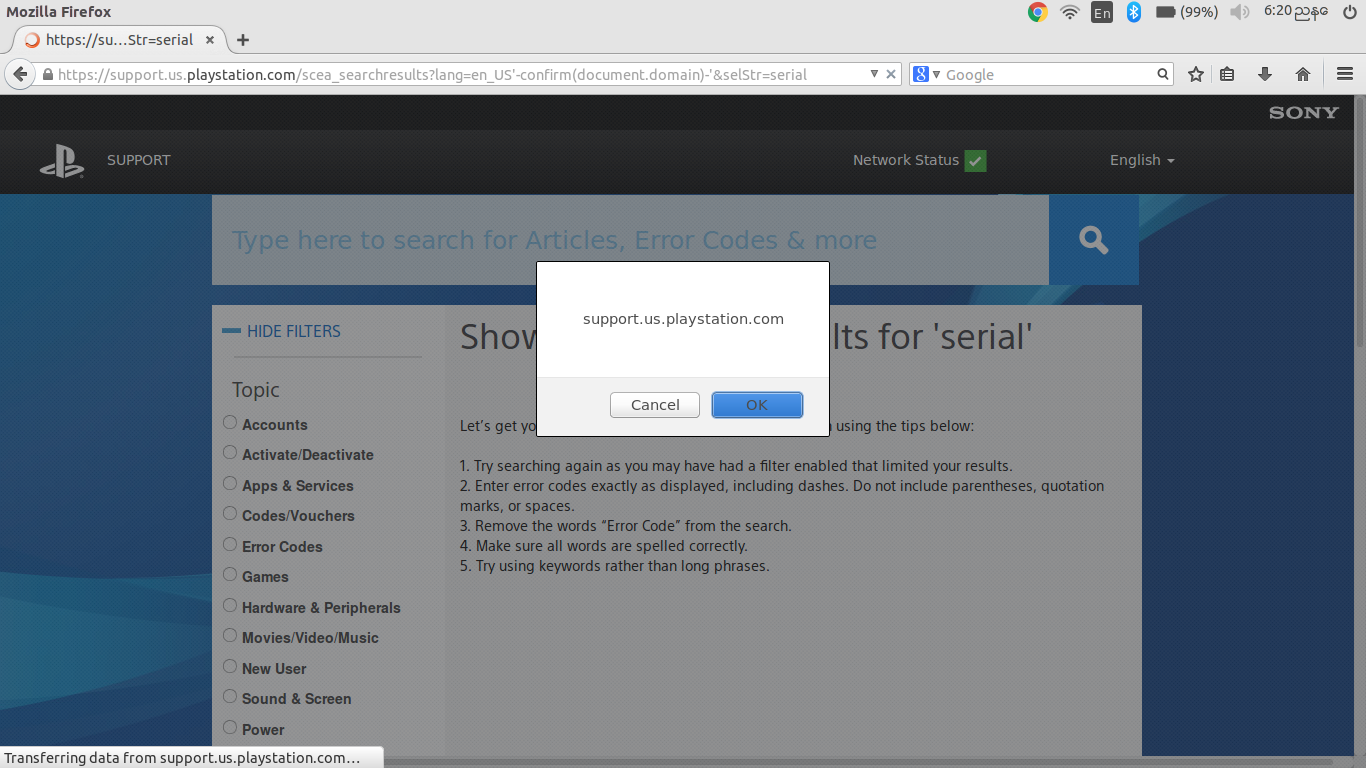 Mozilla Firefox
En
(99%)
6:20 ညနေ
https://su...Str=serial
https://support.us.playstation.com/scea_searchresults?lang=en_US'-confirm(document.domain)-'&selStr=serial
8
Google
SONY
SUPPORT
Network Status
English
Type here to search for Articles, Error Codes & more
HIDE FILTERS
Topic
Accounts
Activate/Deactivate
Apps & Services
Codes/Vouchers
Error Codes
Games
Hardware & Peripherals
Movies/Video/Music
New User
Sound & Screen
Power
Show
lts for 'serial'
support.us.playstation.com
Cancel
OK
Let's get yo
using the tips below:
1. Try searching again as you may have had a filter enabled that limited your results.
2. Enter error codes exactly as displayed, including dashes. Do not include parentheses, quotation
marks, or spaces.
3. Remove the words “Error Code” from the search.
4. Make sure all words are spelled correctly.
5. Try using keywords rather than long phrases.
Transferring data from support.us.playstation.com...